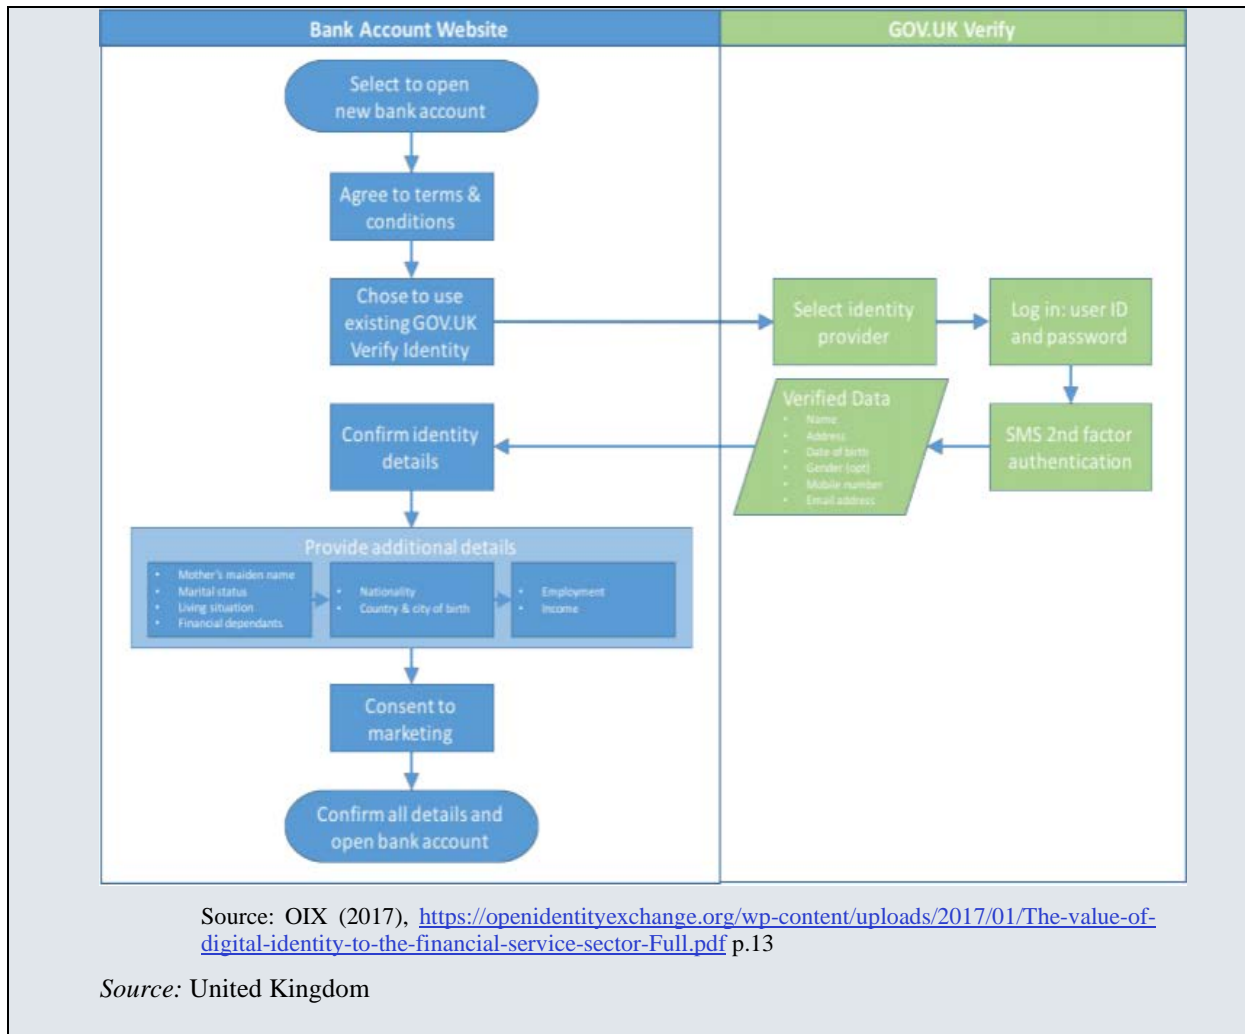 Bank Account Website
GOV.UK Verify
Select to open
new bank account
Agree to terms &
conditions
Chose to use
existing GOV.UK
Verify Identity
Select identity
provider
Log in: user ID
and password
SMS 2nd factor
authentication
Verified Data
• Name
• Address
• Date of birth
• Gender (opt)
• Mobile number
• Email address
Confirm identity
details
Provide additional details
• Mother's maiden name
• Marital status
• Living situation
• Financial dependants
• Nationality
• Country & city of birth
• Employment
• Income
Consent to
marketing
Confirm all details and
open bank account
Source: OIX (2017), https://openidentityexchange.org/wp-content/uploads/2017/01/The-value-of-
digital-identity-to-the-financial-service-sector-Full.pdf p.13
Source: United Kingdom